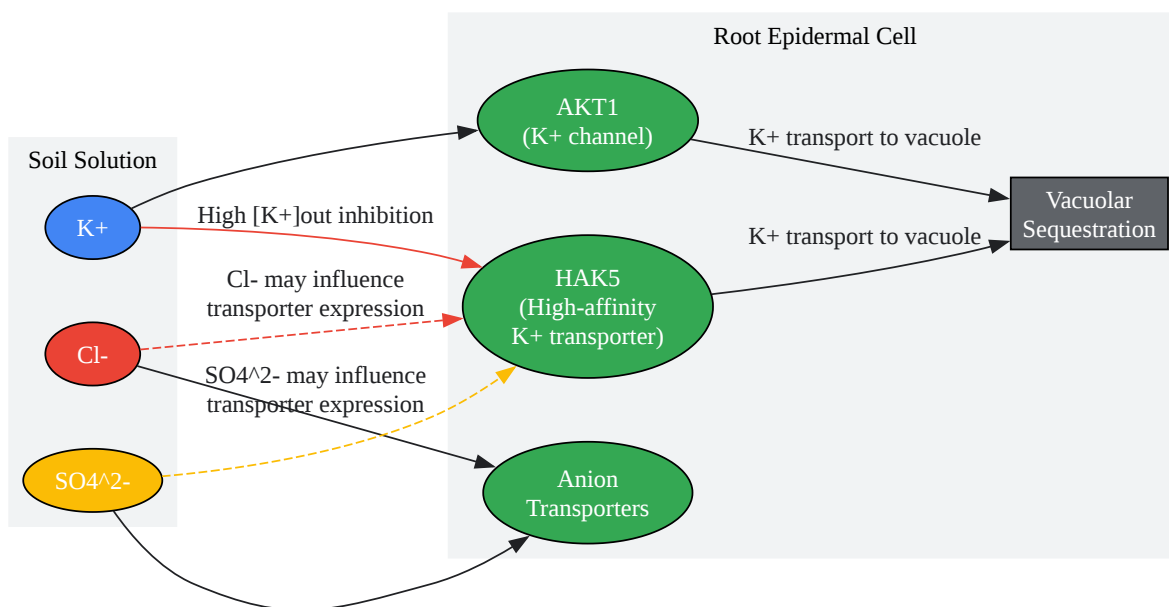 Root Epidermal Cell
Soil Solution
AKT1
(K+ channel)
K+ transport to vacuole
Vacuolar
Sequestration
K+
High [K+]out inhibition
K+ transport to vacuole
HAK5
(High-affinity
K+ transporter)
Cl- may influence
transporter expression
Cl-
SO4^2- may influence
transporter expression
SO4^2-
Anion
Transporters